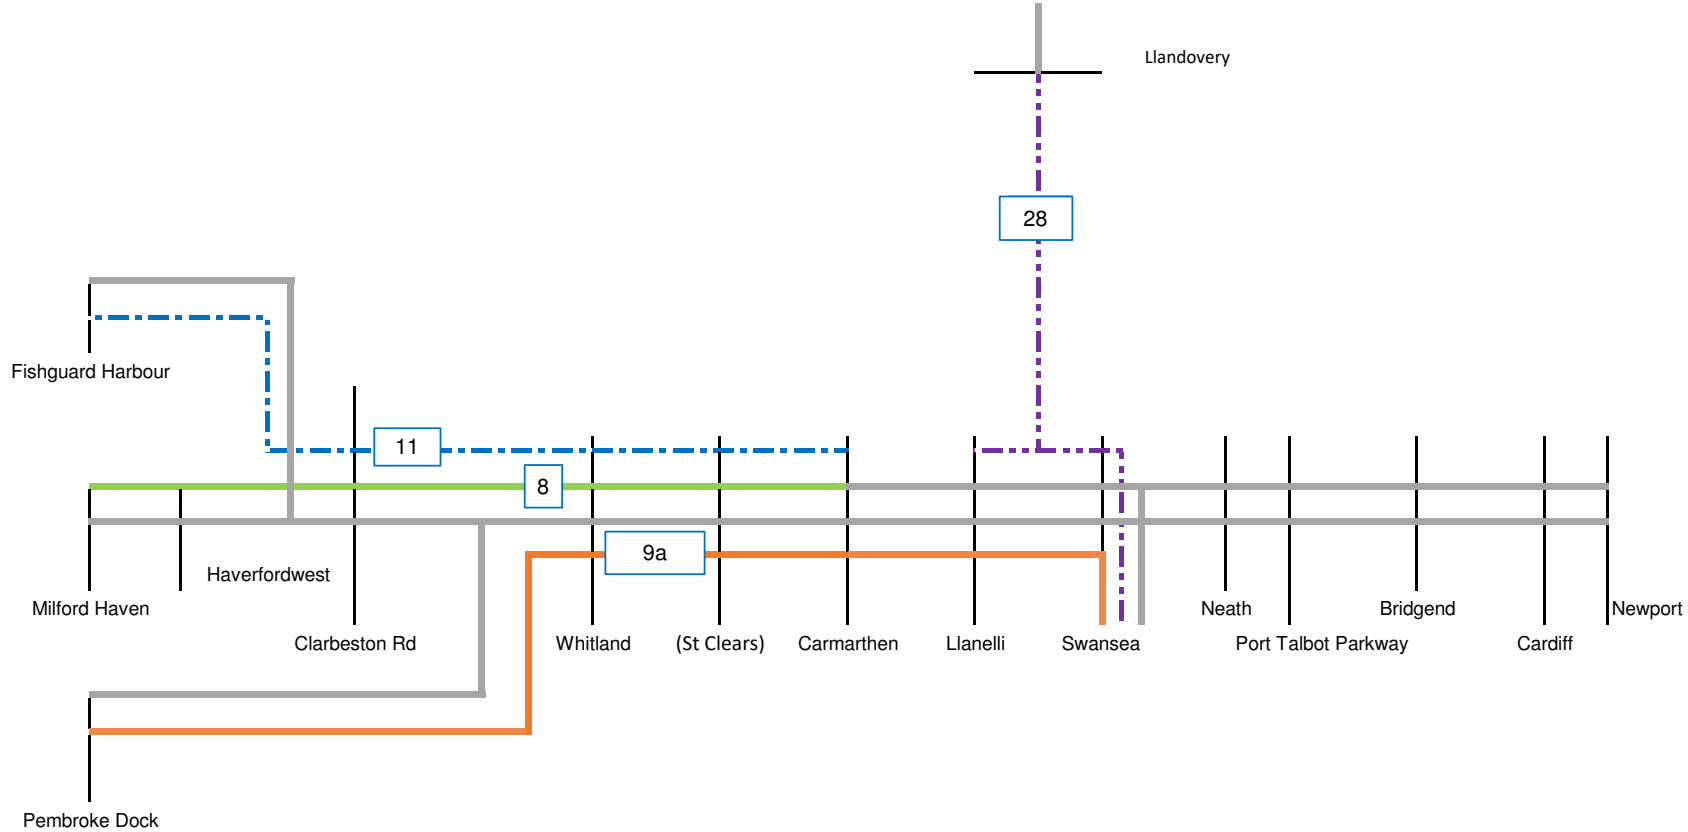 Llandovery
28
Fishguard Harbour
11
8
9a
Haverfordwest
Milford Haven
Neath
Bridgend
Newport
Clarbeston Rd
Whitland
(St Clears)
Carmarthen
Llanelli
Swansea
Port Talbot Parkway
Cardiff
Pembroke Dock